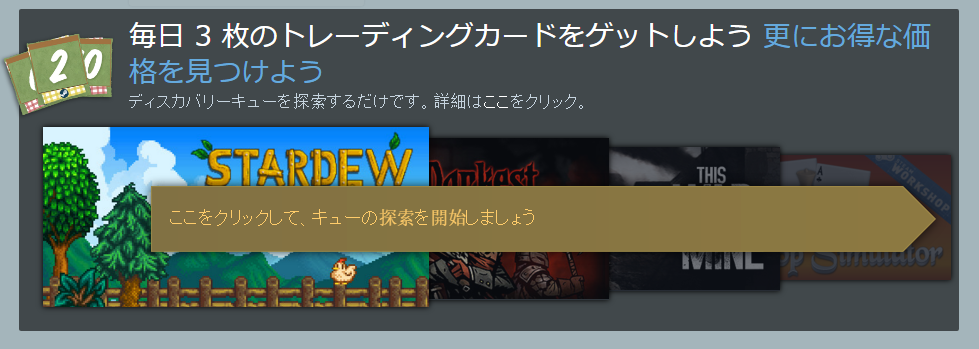 毎日 3 枚のトレーディングカードをゲットしよう 更にお得な価
格を見つけよう
ディスカバリーキューを探索するだけです。詳細はここをクリック。
20
STARDEW
Darkest
THIS
WAR
MINE
WORKSHOP
Simulator
ここをクリックして、キューの探索を開始しましょう